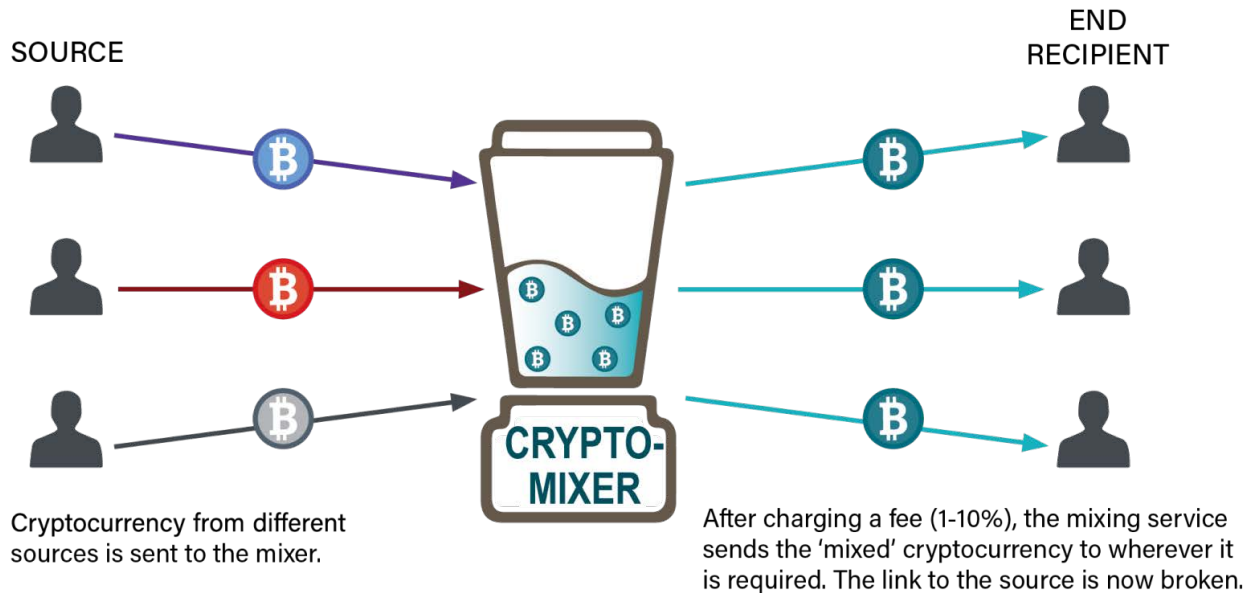 SOURCE
END
RECIPIENT
CRYPTO-
MIXER
Cryptocurrency from different
sources is sent to the mixer.
After charging a fee (1-10%), the mixing service
sends the ‘mixed’ cryptocurrency to wherever it
is required. The link to the source is now broken.